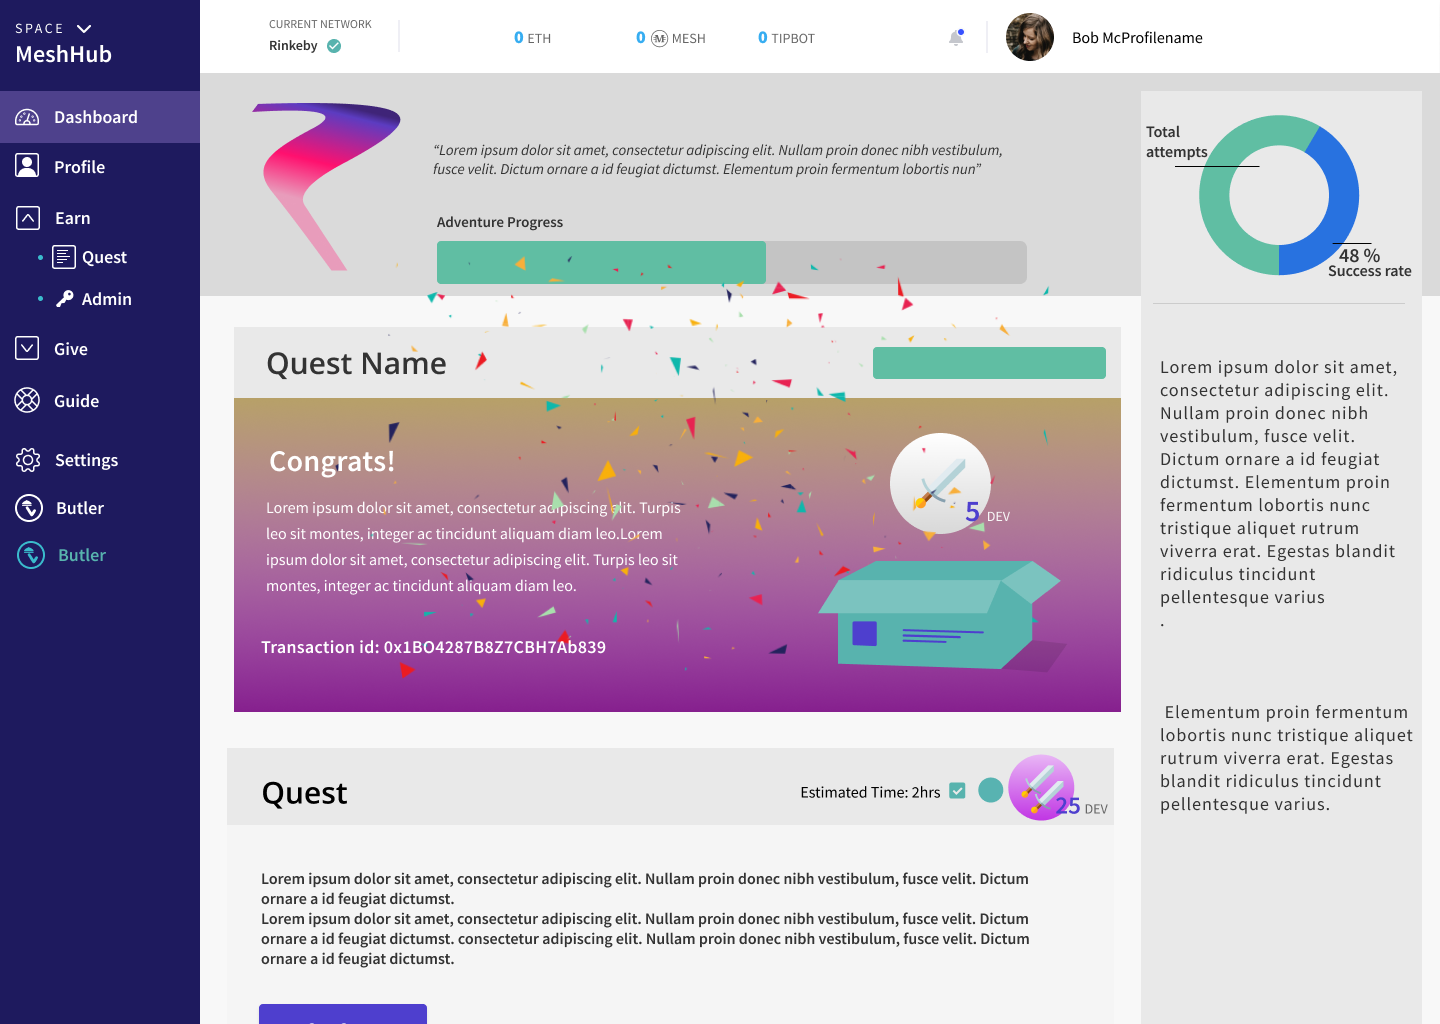 SPACE
MeshHub
Dashboard
Profile
Earn
Quest
Admin
Give
Guide
Settings
Butler
Butler
CURRENT NETWORK
Rinkeby
0 ETH
0 MESH
0 TIPBOT
Bob McProfilename
“Lorem ipsum dolor sit amet, consectetur adipiscing elit. Nullam proin donec nibh vestibulum,
fusce velit. Dictum ornare a id feugiat dictumst. Elementum proin fermentum lobortis nun”
Adventure Progress
Total
attempts
48 %
Success rate
Quest Name
Congrats!
Lorem ipsum dolor sit amet, consectetur adipiscing elit. Turpis
leo sit montes, integer ac tincidunt aliquam diam leo.Lorem
ipsum dolor sit amet, consectetur adipiscing elit. Turpis leo sit
montes, integer ac tincidunt aliquam diam leo.
5 DEV
Transaction id: 0x1BO4287B8Z7CBH7Ab839
Lorem ipsum dolor sit amet,
consectetur adipiscing elit.
Nullam proin donec nibh
vestibulum, fusce velit.
Dictum ornare a id feugiat
dictumst. Elementum proin
fermentum lobortis nunc
tristique aliquet rutrum
viverra erat. Egestas blandit
ridiculus tincidunt
pellentesque varius
.
Elementum proin fermentum
lobortis nunc tristique aliquet
rutrum viverra erat. Egestas
blandit ridiculus tincidunt
pellentesque varius.
Quest
Estimated Time: 2hrs
25 DEV
Lorem ipsum dolor sit amet, consectetur adipiscing elit. Nullam proin donec nibh vestibulum, fusce velit. Dictum
ornare a id feugiat dictumst.
Lorem ipsum dolor sit amet, consectetur adipiscing elit. Nullam proin donec nibh vestibulum, fusce velit. Dictum
ornare a id feugiat dictumst. consectetur adipiscing elit. Nullam proin donec nibh vestibulum, fusce velit. Dictum
ornare a id feugiat dictumst.